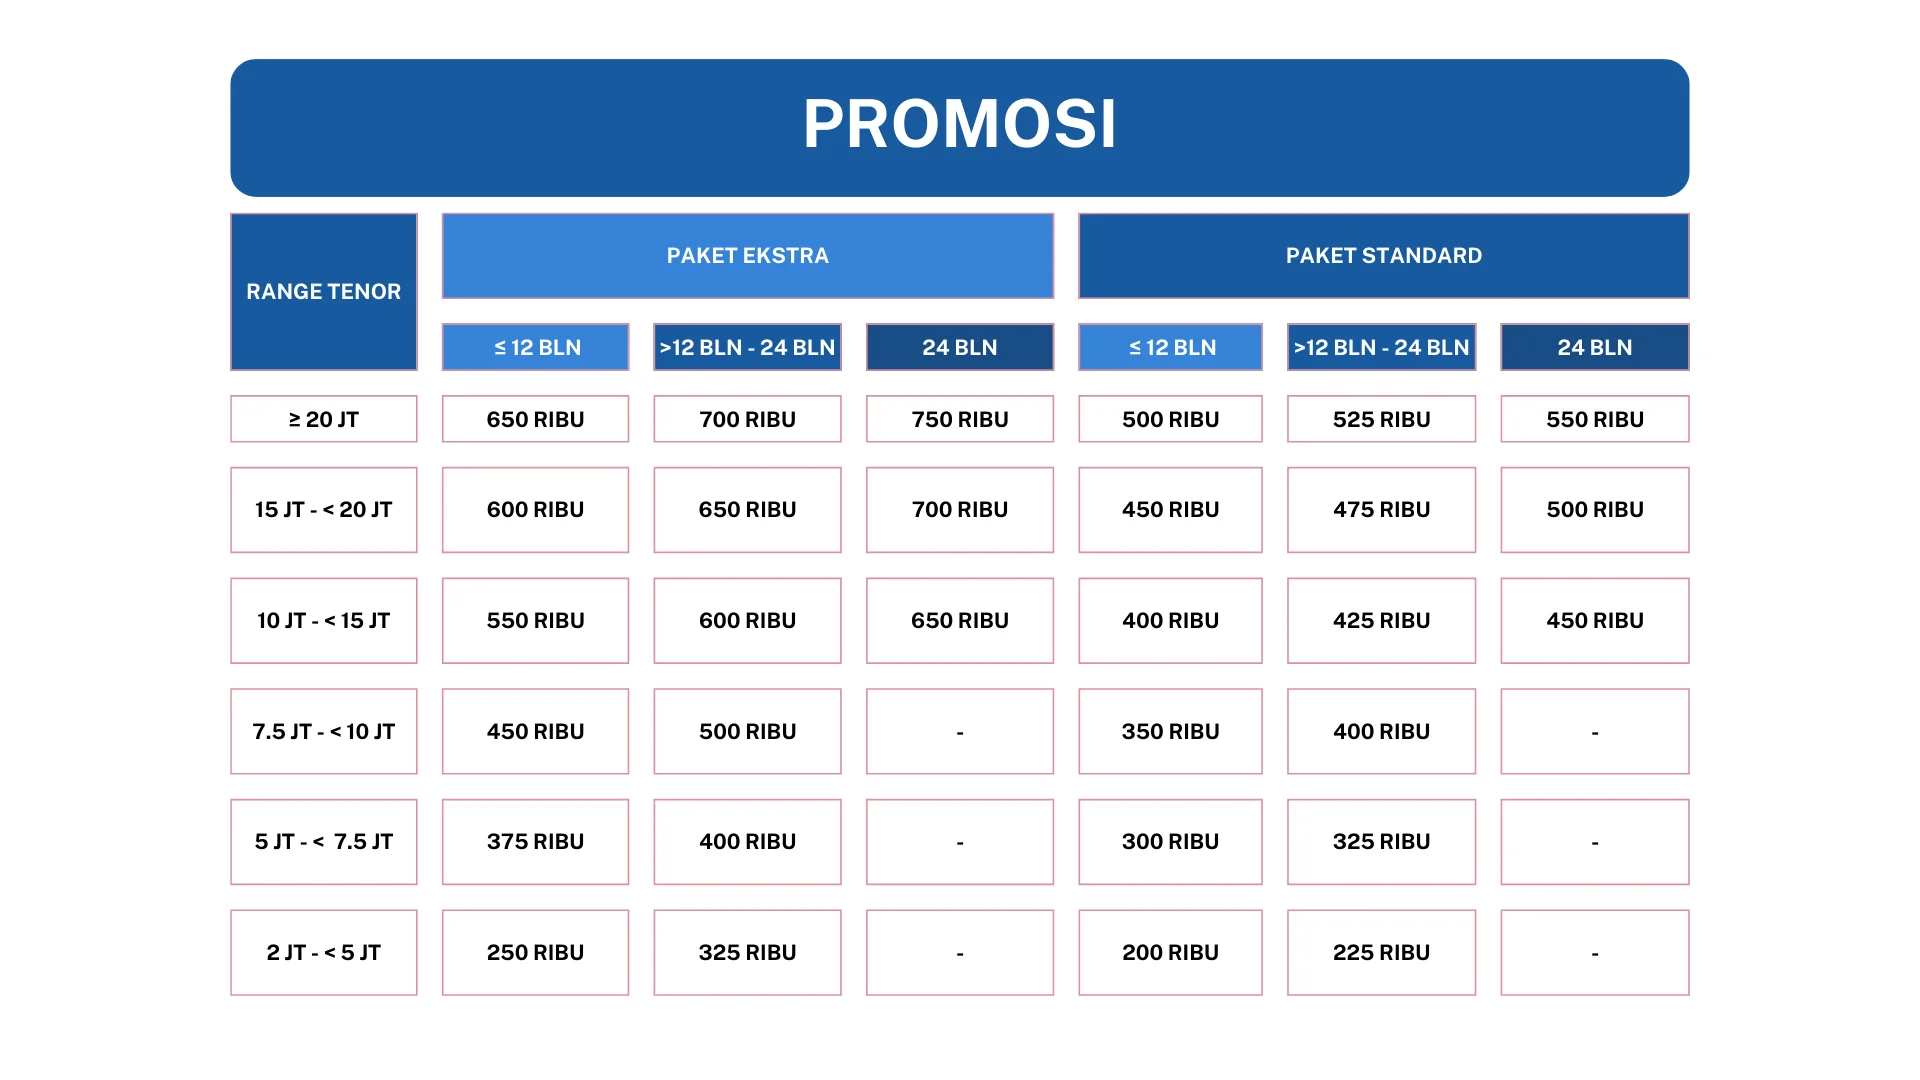 PROMOSI
RANGE TENOR
PAKET EKSTRA
PAKET STANDARD
≤ 12 BLN
>12 BLN - 24 BLN
24 BLN
≤ 12 BLN
>12 BLN - 24 BLN
24 BLN
≥ 20 JT
650 RIBU
700 RIBU
750 RIBU
500 RIBU
525 RIBU
550 RIBU
15 JT - < 20 JT
600 RIBU
650 RIBU
700 RIBU
450 RIBU
475 RIBU
500 RIBU
10 JT - < 15 JT
550 RIBU
600 RIBU
650 RIBU
400 RIBU
425 RIBU
450 RIBU
7.5 JT - < 10 JT
450 RIBU
500 RIBU
-
350 RIBU
400 RIBU
-
5 JT - <  7.5 JT
375 RIBU
400 RIBU
-
300 RIBU
325 RIBU
-
2 JT - < 5 JT
250 RIBU
325 RIBU
-
200 RIBU
225 RIBU
-